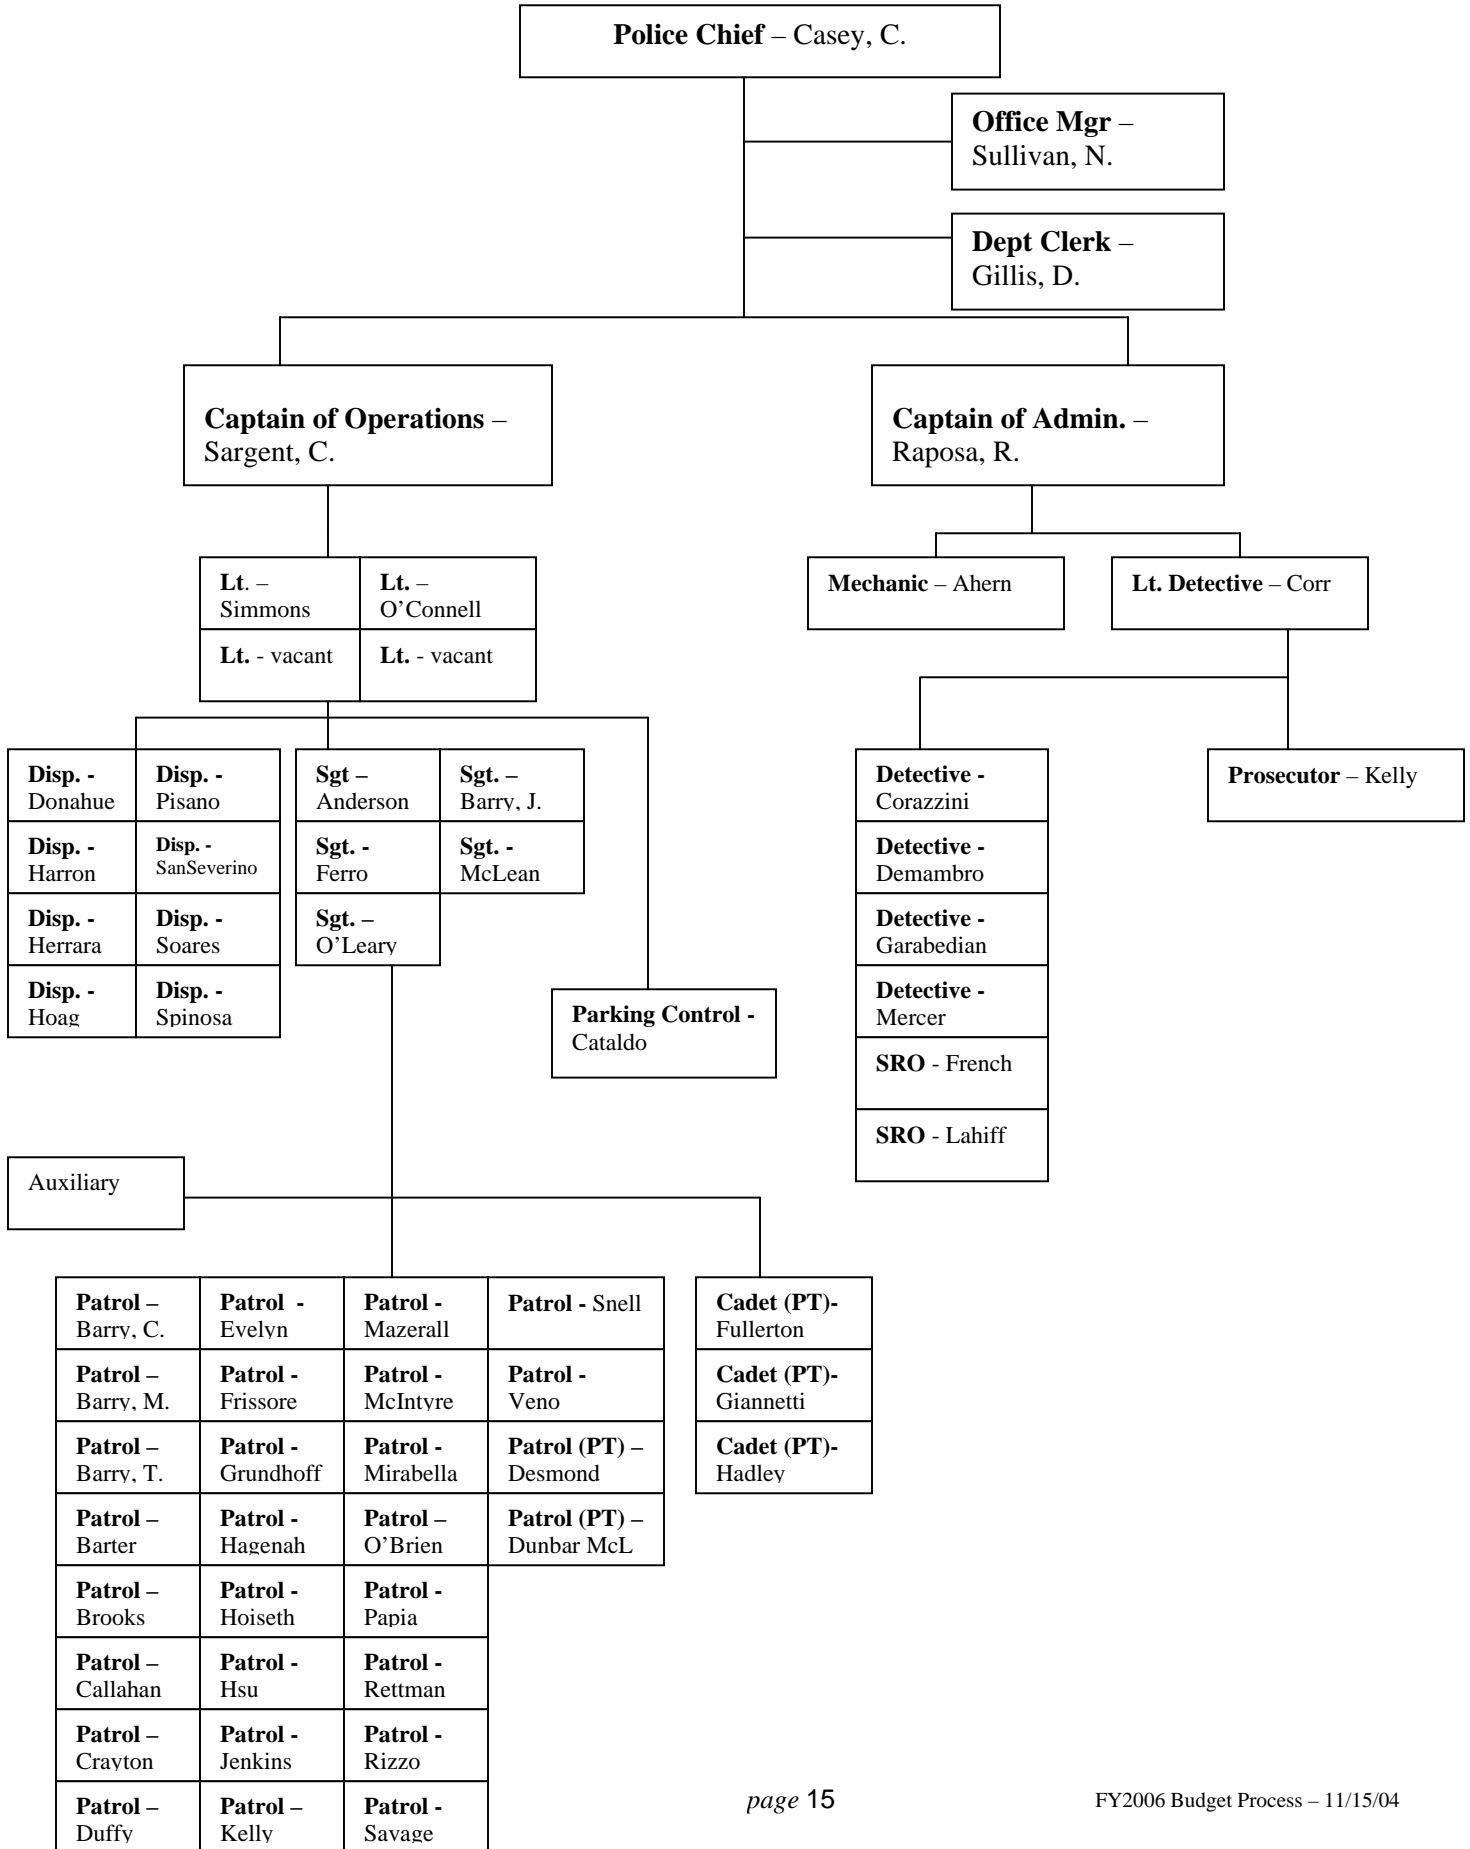 Police Chief – Casey, C.
Office Mgr –
Sullivan, N.
Dept Clerk –
Gillis, D.
Captain of Operations –
Sargent, C.
Captain of Admin. –
Raposa, R.
Lt. –
Simmons
Lt. –
O’Connell
Lt. - vacant
Lt. - vacant
Mechanic – Ahern
Lt. Detective – Corr
Disp. -
Donahue
Disp. -
Pisano
Disp. -
Harron
Disp. -
SanSeverino
Disp. -
Herrara
Disp. -
Soares
Disp. -
Hoag
Disp. -
Spinosa
Sgt –
Anderson
Sgt. –
Barry, J.
Sgt. -
Ferro
Sgt. -
McLean
Sgt. –
O’Leary
Parking Control -
Cataldo
Detective -
Corazzini
Detective -
Demambro
Detective -
Garabedian
Detective -
Mercer
SRO - French
SRO - Lahiff
Prosecutor – Kelly
Auxiliary
Patrol –
Barry, C.
Patrol -
Evelyn
Patrol -
Mazerall
Patrol - Snell
Patrol –
Barry, M.
Patrol -
Frissore
Patrol -
McIntyre
Patrol -
Veno
Patrol –
Barry, T.
Patrol -
Grundhoff
Patrol -
Mirabella
Patrol (PT) –
Desmond
Patrol –
Barter
Patrol -
Hagenah
Patrol –
O’Brien
Patrol (PT) –
Dunbar McL
Patrol –
Brooks
Patrol -
Hoiseth
Patrol -
Papia
Patrol –
Callahan
Patrol -
Hsu
Patrol -
Rettman
Patrol –
Crayton
Patrol -
Jenkins
Patrol -
Rizzo
Patrol –
Duffy
Patrol –
Kelly
Patrol -
Savage
Cadet (PT)-
Fullerton
Cadet (PT)-
Giannetti
Cadet (PT)-
Hadley
page 15
FY2006 Budget Process – 11/15/04